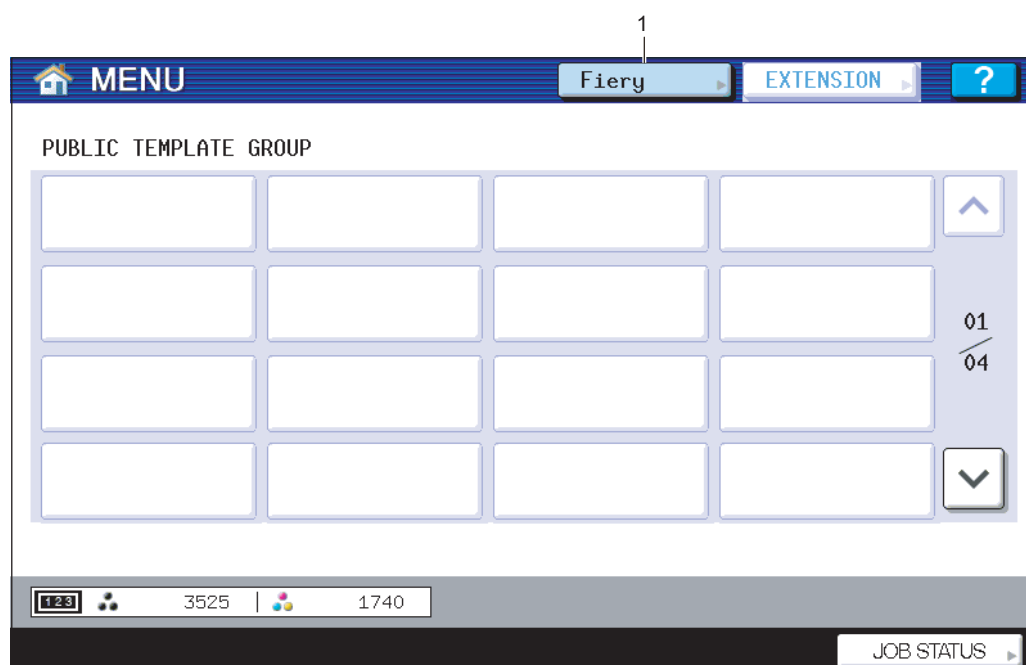 1
MENU
Fiery
EXTENSION
?
PUBLIC TEMPLATE GROUP
01
04
123
3525
1740
JOB STATUS